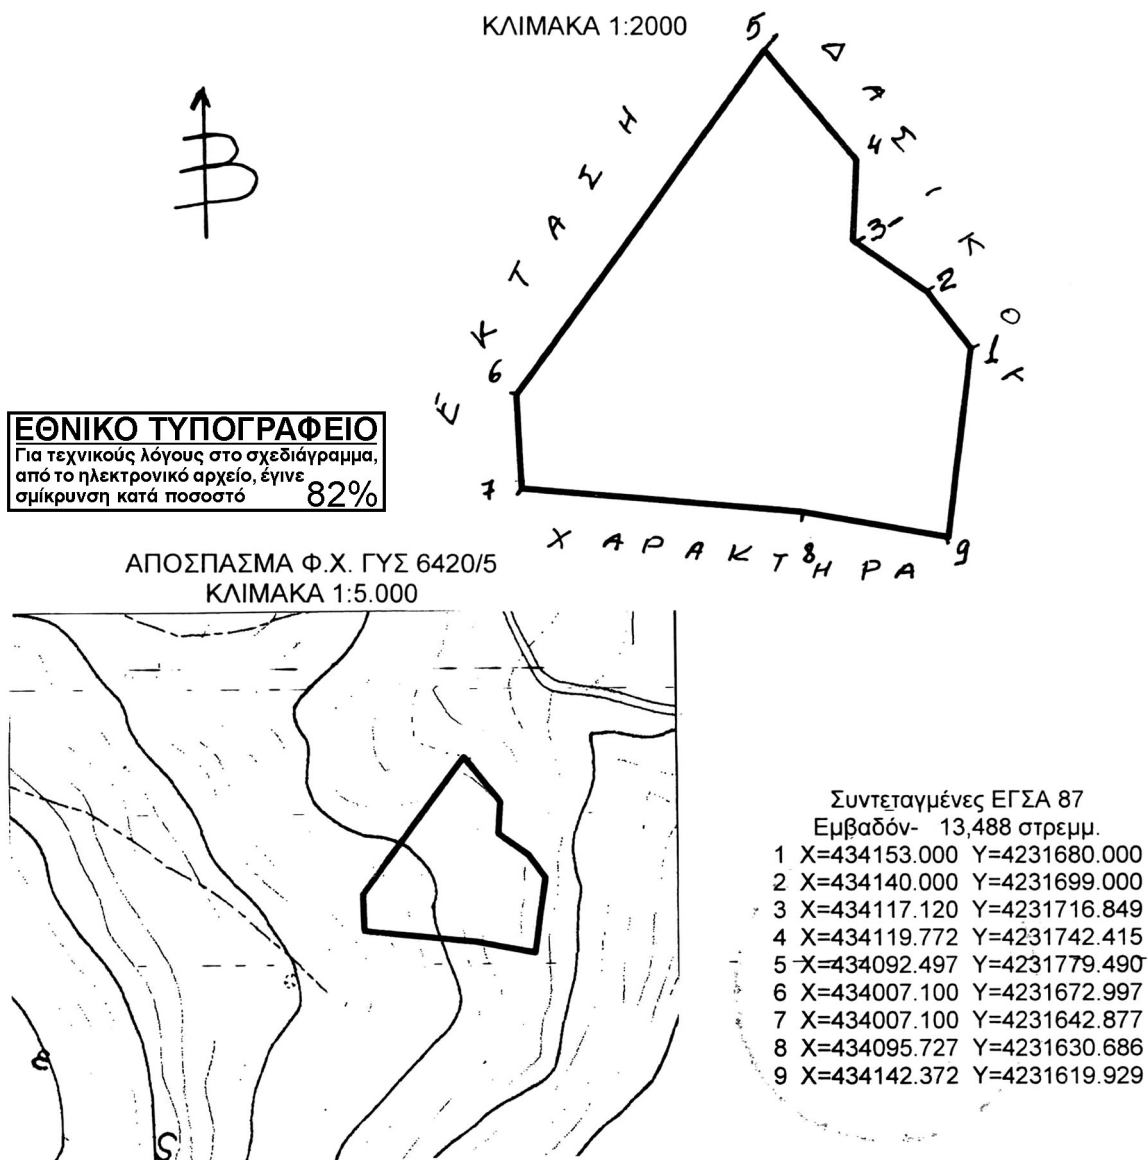 ΚΛΙΜΑΚΑ 1:2000
Β
ΈΚΤΑΣΗ
ΔΑΣΙΚΟΥ
ΧΑΡΑΚΤΗΡΑ
5
4
3
2
1
6
7
8
9
ΕΘΝΙΚΟ ΤΥΠΟΓΡΑΦΕΙΟ
Για τεχνικούς λόγους στο σχεδιάγραμμα,
από το ηλεκτρονικό αρχείο, έγινε
σμίκρυνση κατά ποσοστό 82%
ΑΠΟΣΠΑΣΜΑ Φ.Χ. ΓΥΣ 6420/5
ΚΛΙΜΑΚΑ 1:5.000
Συντεταγμένες ΕΓΣΑ 87
Εμβαδόν- 13,488 στρεμμ.
1 Χ=434153.000 Υ=4231680.000
2 Χ=434140.000 Υ=4231699.000
3 Χ=434117.120 Υ=4231716.849
4 Χ=434119.772 Υ=4231742.415
5 Χ=434092.497 Υ=4231779.490
6 Χ=434007.100 Υ=4231672.997
7 Χ=434007.100 Υ=4231642.877
8 Χ=434095.727 Υ=4231630.686
9 Χ=434142.372 Υ=4231619.929